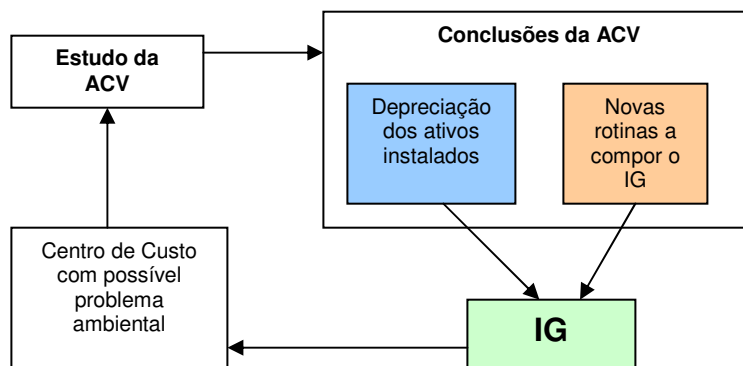 Estudo da
ACV
Conclusões da ACV
Depreciação
dos ativos
instalados
Novas
rotinas a
compor o
IG
Centro de Custo
com possível
problema
ambiental
IG